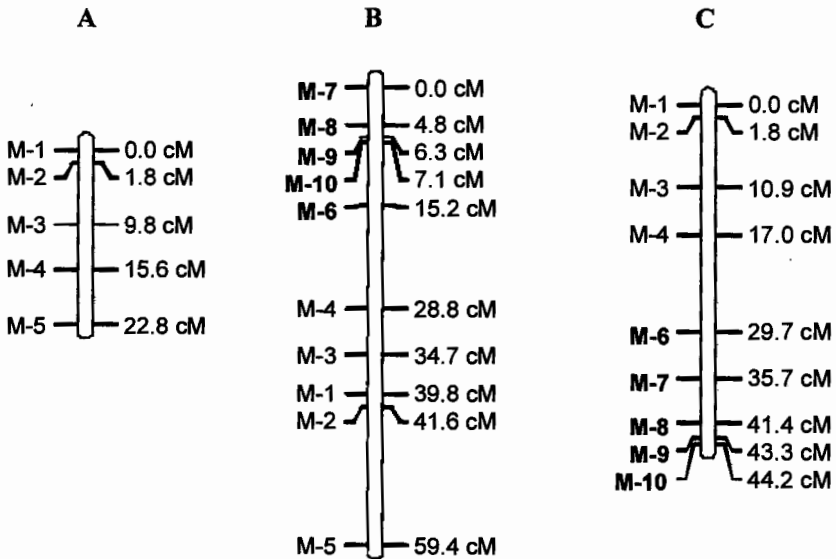 A
M-1 0.0 cM
M-2 1.8 cM
M-3 9.8 cM
M-4 15.6 cM
M-5 22.8 cM
B
M-7 0.0 cM
M-8 4.8 cM
M-9 6.3 cM
M-10 7.1 cM
M-6 15.2 cM
M-4 28.8 cM
M-3 34.7 cM
M-1 39.8 cM
M-2 41.6 cM
M-5 59.4 cM
C
M-1 0.0 cM
M-2 1.8 cM
M-3 10.9 cM
M-4 17.0 cM
M-6 29.7 cM
M-7 35.7 cM
M-8 41.4 cM
M-9 43.3 cM
M-10 44.2 cM